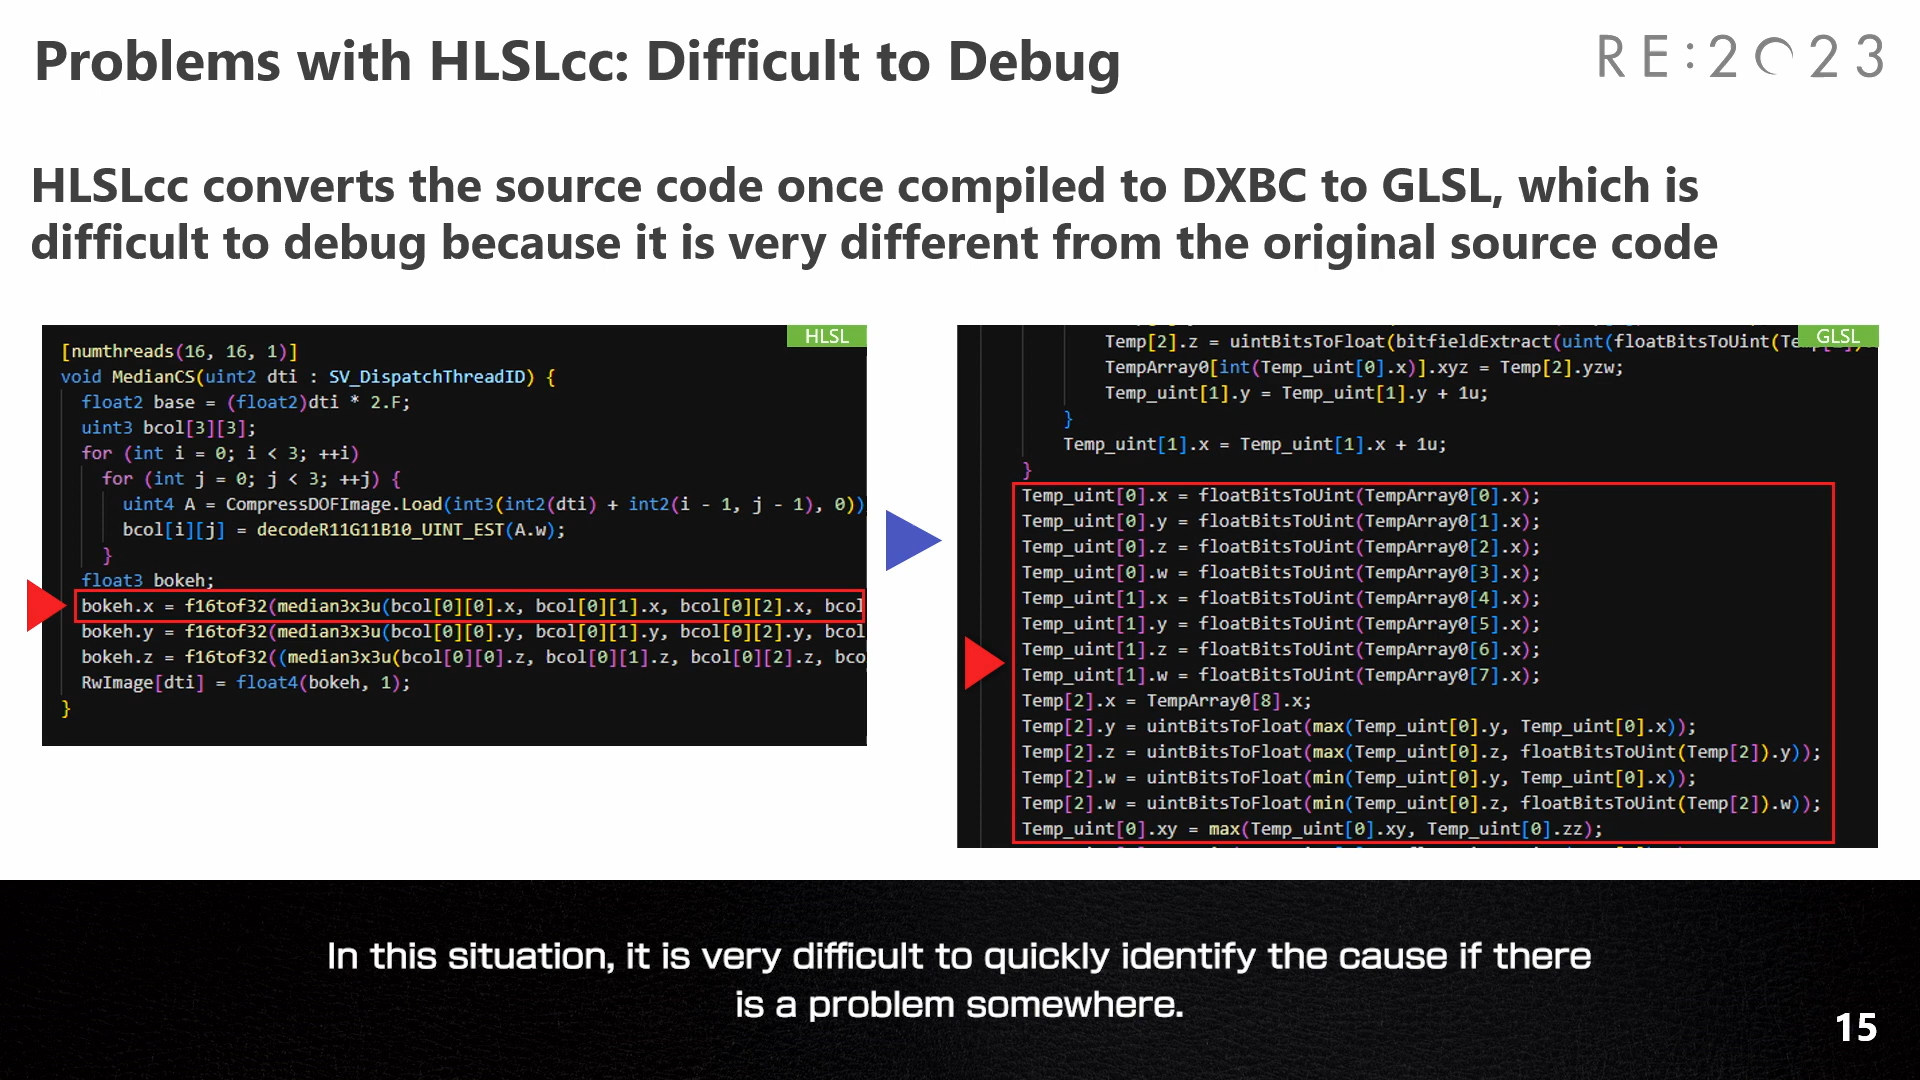 Problems with HLSLcc: Difficult to Debug
RE:2023
HLSLcc converts the source code once compiled to DXBC to GLSL, which is
difficult to debug because it is very different from the original source code
HLSL
[numthreads(16, 16, 1)]
void MedianCS(uint2 dti : SV_DispatchThreadID) {
float2 base = (float2)dti * 2.F;
uint3 bcol[3][3];
for (int i = 0; i < 3; ++i)
for (int j = 0; j < 3; ++j) {
uint4 A = CompressDOFImage.Load(int3(int2(dti) + int2(i - 1, j - 1), 0))
bcol[i][j] = decodeR11G11B10_UINT_EST(A.w);
}
float3 bokeh;
bokeh.x = f16tof32(median3x3u(bcol[0][0].x, bcol[0][1].x, bcol[0][2].x, bcol
bokeh.y = f16tof32(median3x3u(bcol[0][0].y, bcol[0][1].y, bcol[0][2].y, bcol
bokeh.z = f16tof32((median3x3u(bcol[0][0].z, bcol[0][1].z, bcol[0][2].z, bco
RwImage[dti] = float4(bokeh, 1);
}
GLSL
Temp[2].z = uintBitsToFloat(bitfieldExtract(uint(floatBitsToUint(
TempArray0[int(Temp_uint[0].x)].xyz = Temp[2].yzw;
Temp_uint[1].y = Temp_uint[1].y + 1u;
}
Temp_uint[1].x = Temp_uint[1].x + 1u;
}
Temp_uint[0].x = floatBitsToUint(TempArray0[0].x);
Temp_uint[0].y = floatBitsToUint(TempArray0[1].x);
Temp_uint[0].z = floatBitsToUint(TempArray0[2].x);
Temp_uint[0].w = floatBitsToUint(TempArray0[3].x);
Temp_uint[1].x = floatBitsToUint(TempArray0[4].x);
Temp_uint[1].y = floatBitsToUint(TempArray0[5].x);
Temp_uint[1].z = floatBitsToUint(TempArray0[6].x);
Temp_uint[1].w = floatBitsToUint(TempArray0[7].x);
Temp[2].x = TempArray0[8].x;
Temp[2].y = uintBitsToFloat(max(Temp_uint[0].y, Temp_uint[0].x));
Temp[2].z = uintBitsToFloat(max(Temp_uint[0].z, floatBitsToUint(Temp[2]).y));
Temp[2].w = uintBitsToFloat(min(Temp_uint[0].y, Temp_uint[0].x));
Temp[2].w = uintBitsToFloat(min(Temp_uint[0].z, floatBitsToUint(Temp[2]).w));
Temp_uint[0].xy = max(Temp_uint[0].xy, Temp_uint[0].zz);
In this situation, it is very difficult to quickly identify the cause if there
is a problem somewhere.
15